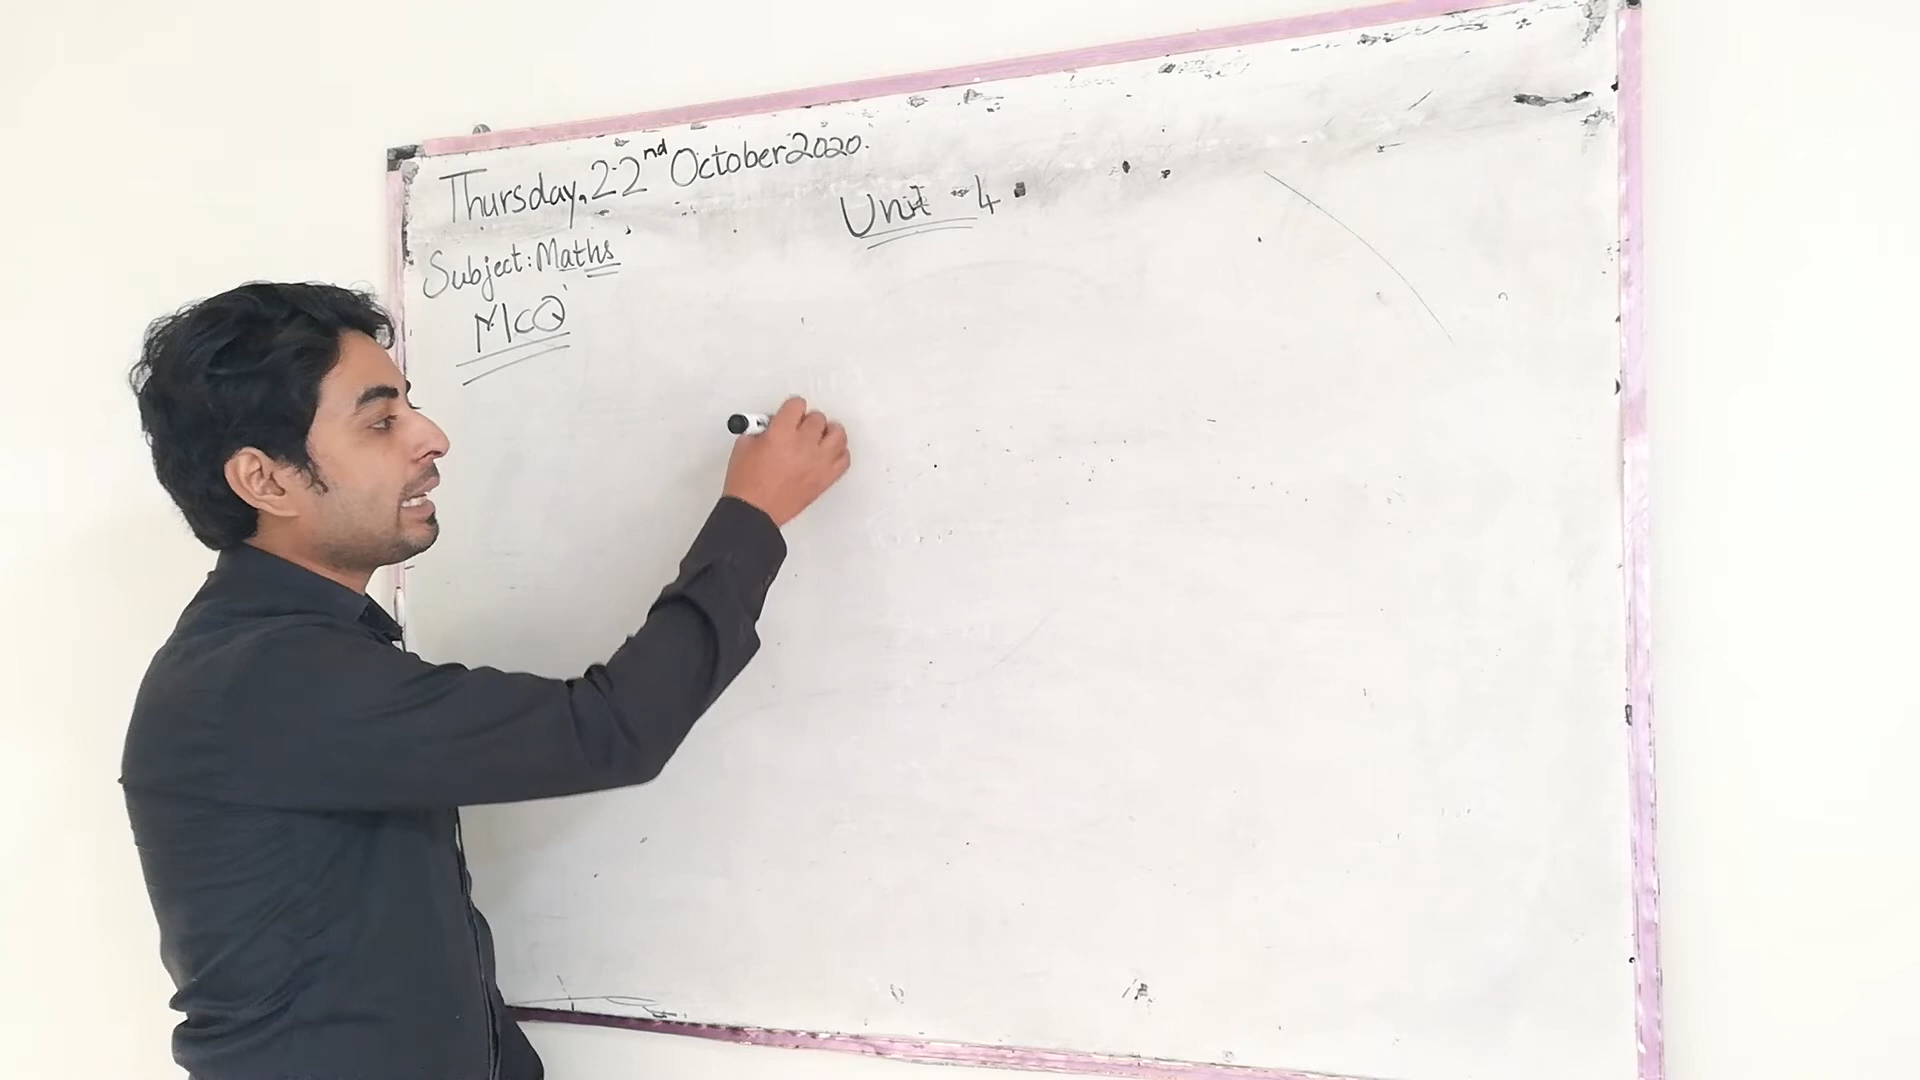 Thursday, 22nd October 2020.
Unit - 4
Subject: Maths
MCQ